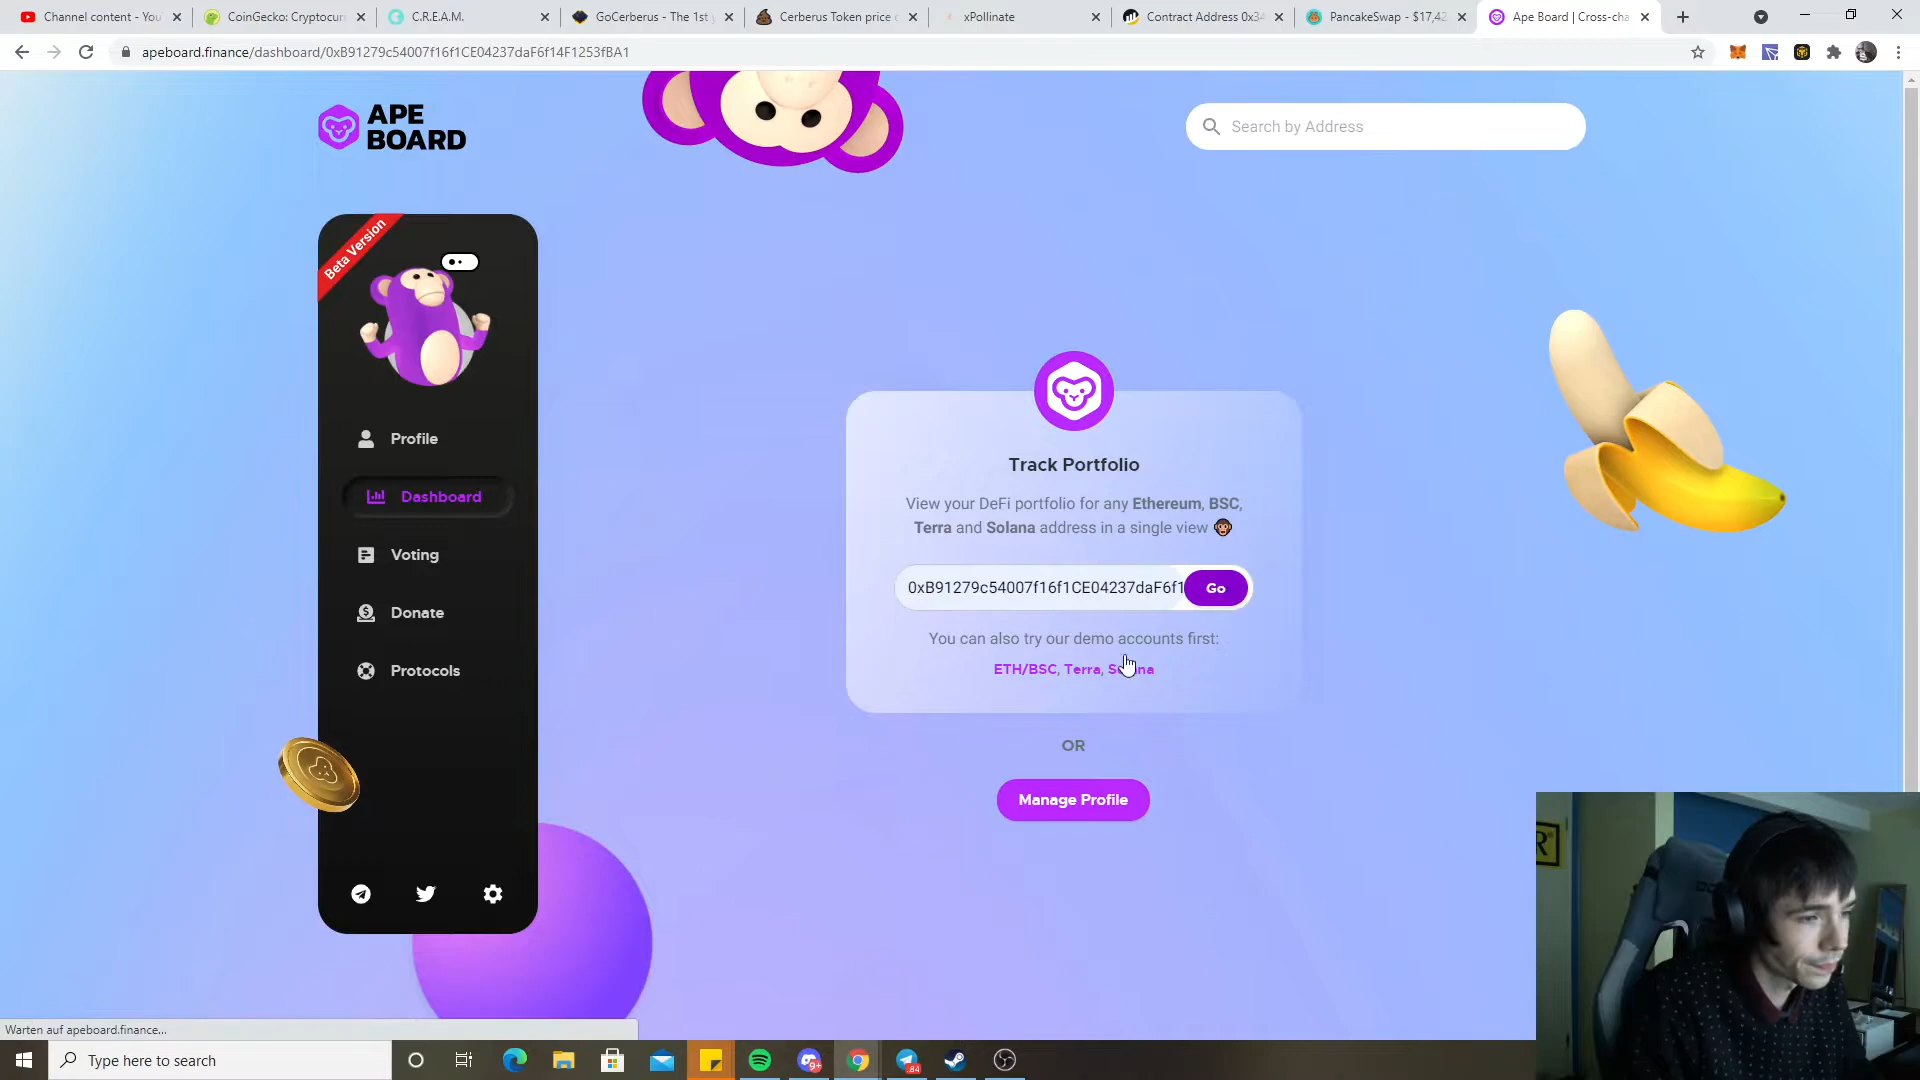 Channel content - You
CoinGecko: Cryptocur
C.R.E.A.M.
GoCerberus - The 1st
Cerberus Token price c
xPollinate
Contract Address 0x34
PancakeSwap - $17,42
Ape Board | Cross-cha
apeboard.finance/dashboard/0xB91279c54007f16f1CE04237daF6f14F1253fBA1
APE
BOARD
Search by Address
Beta Version
Profile
Dashboard
Voting
Donate
Protocols
Track Portfolio
View your DeFi portfolio for any Ethereum, BSC,
Terra and Solana address in a single view
0xB91279c54007f16f1CE04237daF6f1
Go
You can also try our demo accounts first:
ETH/BSC, Terra, Solana
OR
Manage Profile
R
Warten auf apeboard.finance...
Type here to search
9+
84